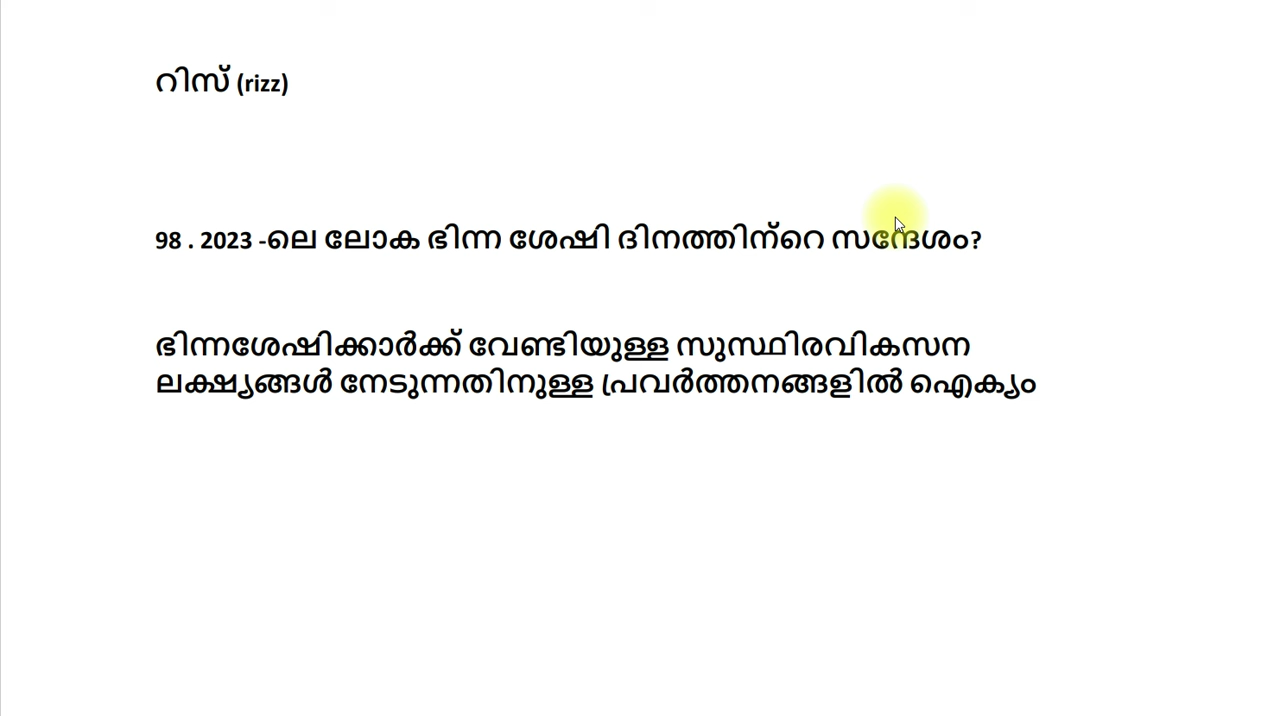 റിസ് (rizz)
98 . 2023 -ലെ ലോക ഭിന്ന ശേഷി ദിനത്തിന്‍റെ സന്ദേശം?
ഭിന്നശേഷിക്കാർക്ക് വേണ്ടിയുള്ള സുസ്ഥിരവികസന
ലക്ഷ്യങ്ങൾ നേടുന്നതിനുള്ള പ്രവർത്തനങ്ങളിൽ ഐക്യം